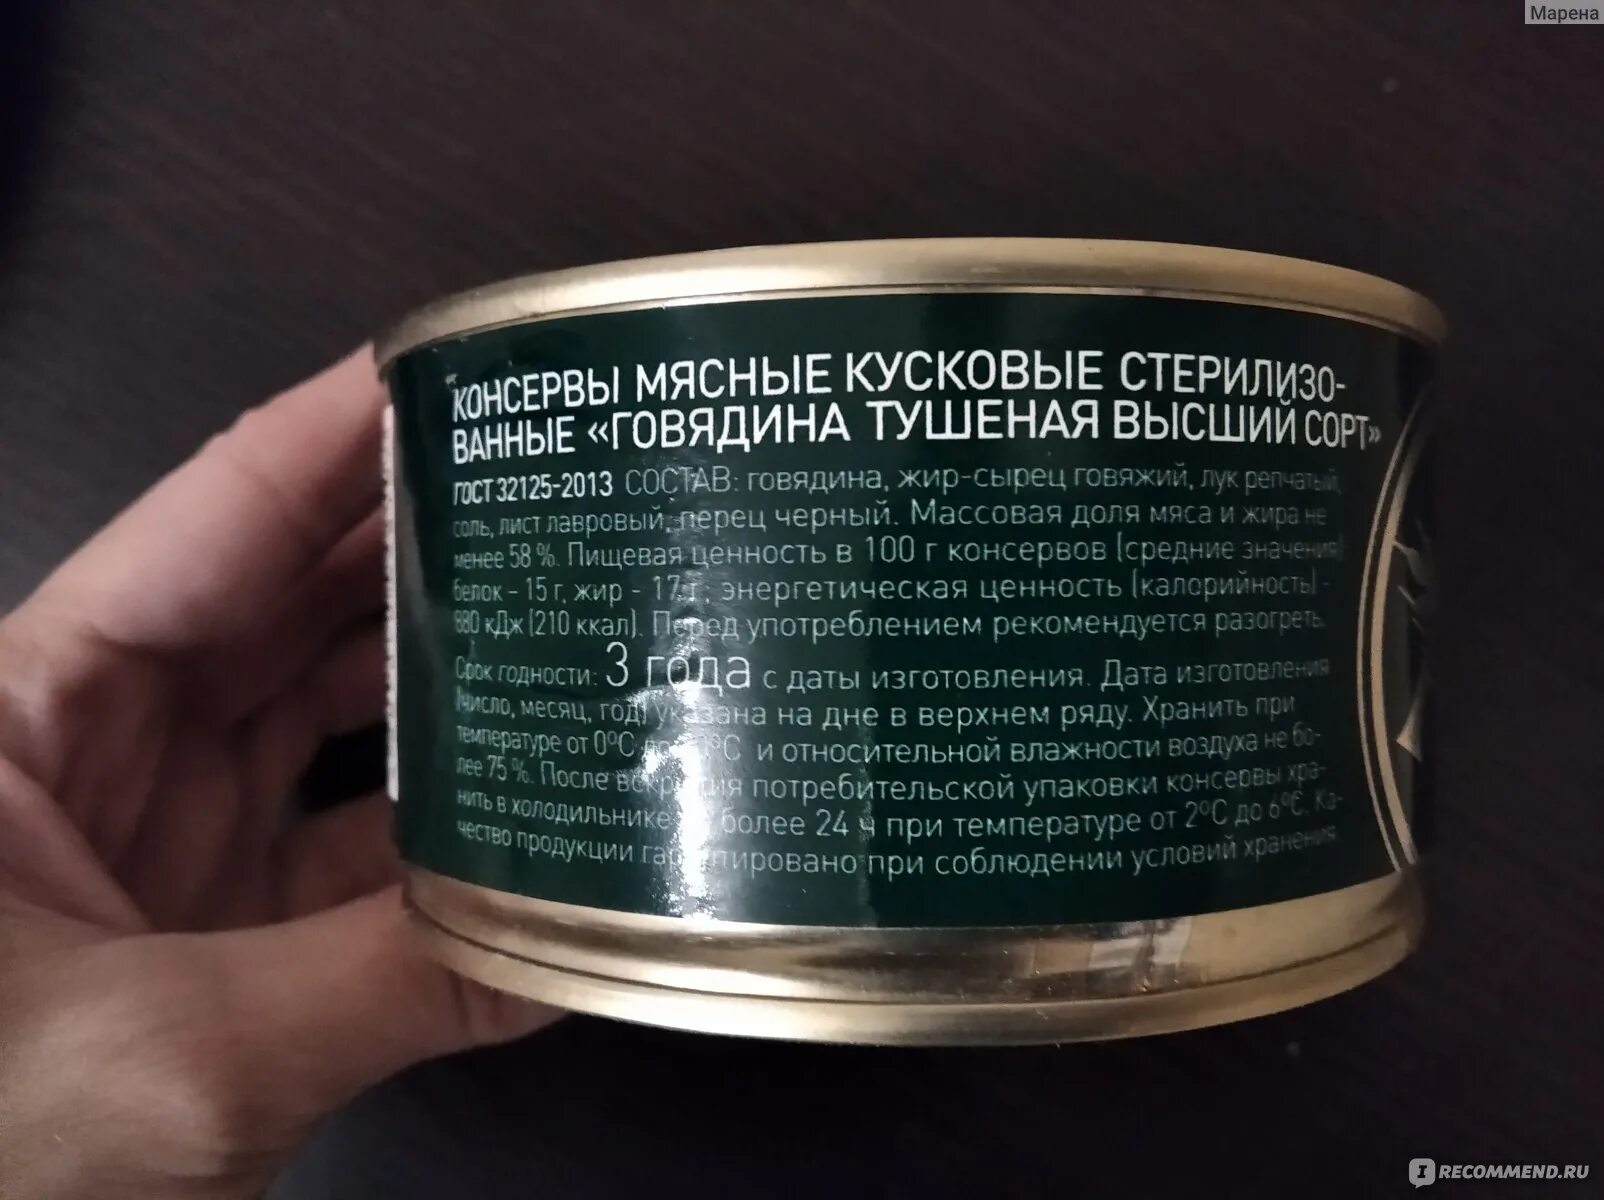 Марена
КОНСЕРВЫ МЯСНЫЕ КУСКОВЫЕ СТЕРИЛИЗО-
ВАННЫЕ «ГОВЯДИНА ТУШЕНАЯ ВЫСШИЙ СОРТ»
ГОСТ 32125-2013 СОСТАВ: говядина, жир-сырец говяжий, лук репчатый,
соль, лист лавровый, перец черный. Массовая доля мяса и жира не
менее 58 %. Пищевая ценность в 100 г консервов (средние значения)
белок - 15 г, жир - 17 г; энергетическая ценность (калорийность) -
880 кДж (210 ккал). Перед употреблением рекомендуется разогреть.
Срок годности: 3 года с даты изготовления. Дата изготовления
(число, месяц, год) указана на дне в верхнем ряду. Хранить при
температуре от 0°С до и относительной влажности воздуха не бо-
лее 75 %. После вскрытия потребительской упаковки консервы хра-
нить в холодильнике более 24 ч при температуре от 2°С до 6°С. Ка-
чество продукции гарантировано при соблюдении условий хранения.
IRECOMMEND.RU